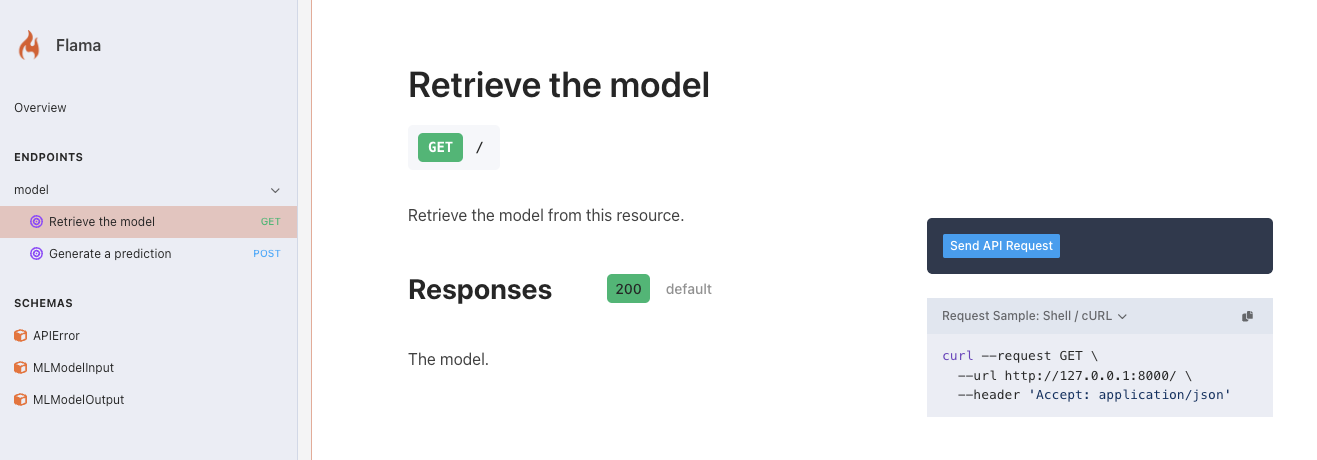 Flama
Overview
ENDPOINTS
model
Retrieve the model GET
Generate a prediction POST
SCHEMAS
APIError
MLModelInput
MLModelOutput
Retrieve the model
GET /
Retrieve the model from this resource.
Responses 200 default
The model.
Send API Request
Request Sample: Shell / cURL
curl --request GET \
  --url http://127.0.0.1:8000/ \
  --header 'Accept: application/json'